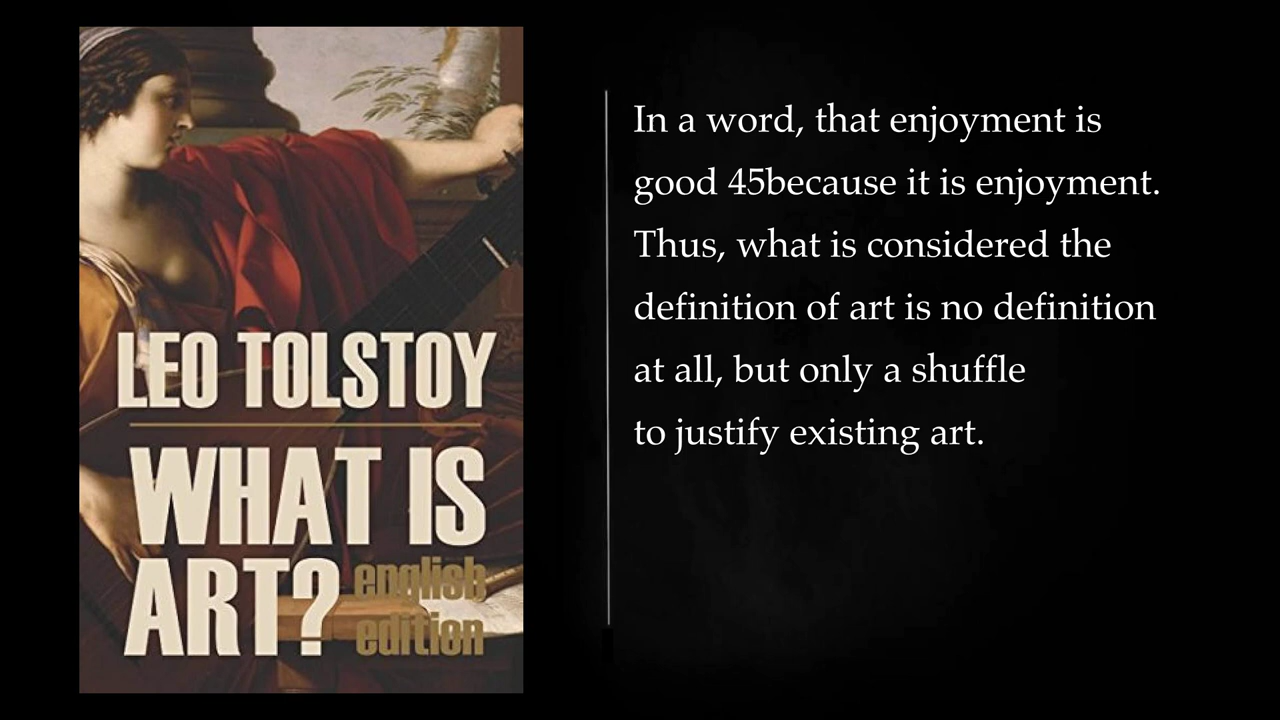 LEO TOLSTOY
WHAT IS
ART?
english
edition
In a word, that enjoyment is
good 45because it is enjoyment.
Thus, what is considered the
definition of art is no definition
at all, but only a shuffle
to justify existing art.